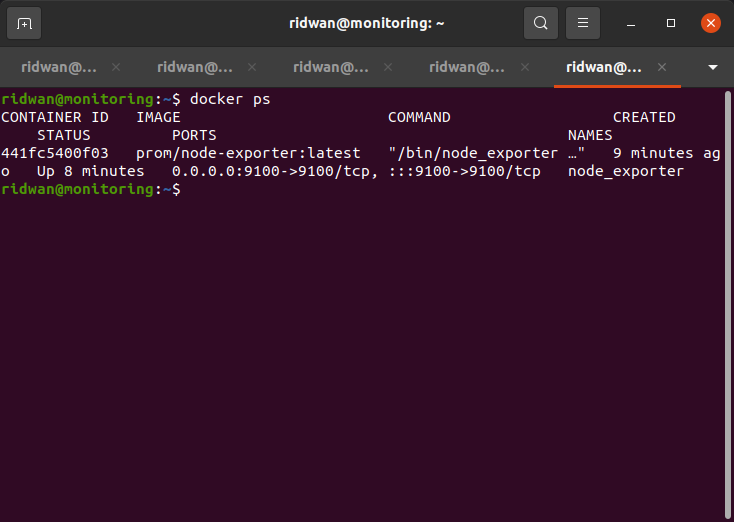 ridwan@monitoring: ~
ridwan@... ridwan@... ridwan@... ridwan@... ridwan@...
ridwan@monitoring:~$ docker ps
CONTAINER ID   IMAGE                       COMMAND                  CREATED
    STATUS         PORTS                                       NAMES
441fc5400f03   prom/node-exporter:latest   "/bin/node_exporter …"   9 minutes ag
o   Up 8 minutes   0.0.0.0:9100->9100/tcp, :::9100->9100/tcp   node_exporter
ridwan@monitoring:~$